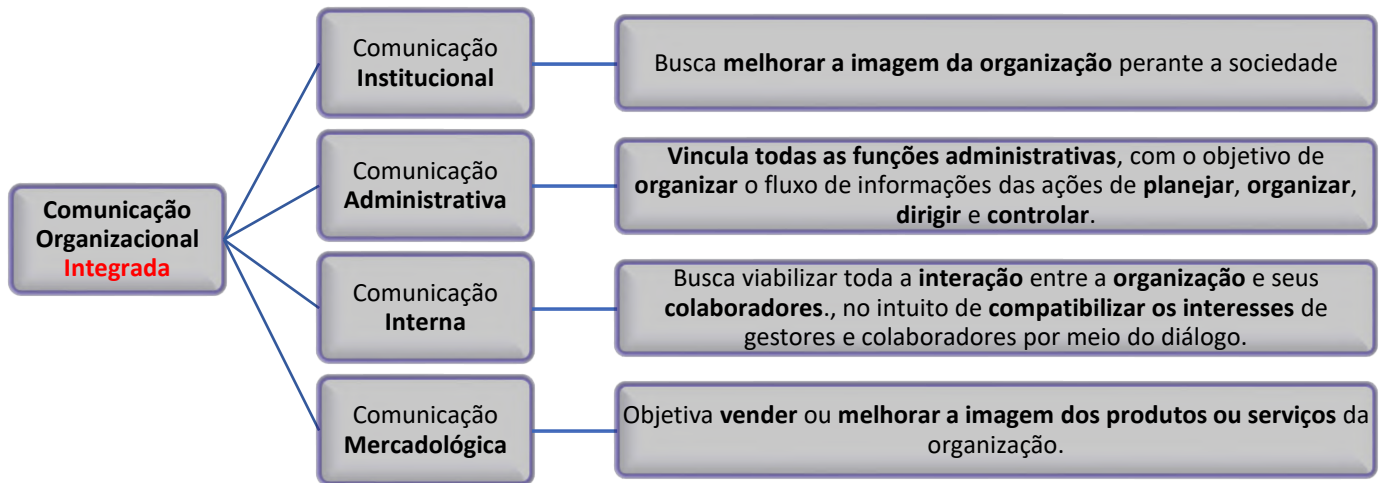 Comunicação
Institucional
Busca melhorar a imagem da organização perante a sociedade
Comunicação
Administrativa
Vincula todas as funções administrativas, com o objetivo de
organizar o fluxo de informações das ações de planejar, organizar,
dirigir e controlar.
Comunicação
Organizacional
Integrada
Comunicação
Interna
Busca viabilizar toda a interação entre a organização e seus
colaboradores., no intuito de compatibilizar os interesses de
gestores e colaboradores por meio do diálogo.
Comunicação
Mercadológica
Objetiva vender ou melhorar a imagem dos produtos ou serviços da
organização.